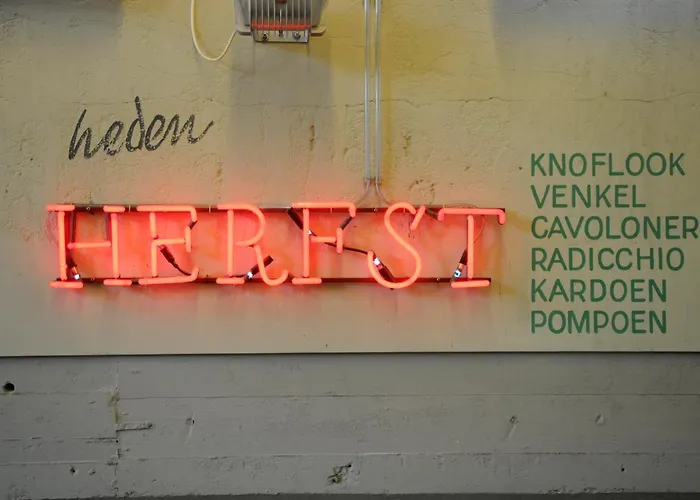 heden
HERFST
KNOFLOOK
VENKEL
CAVOLONER
RADICCHIO
KARDOEN
POMPOEN